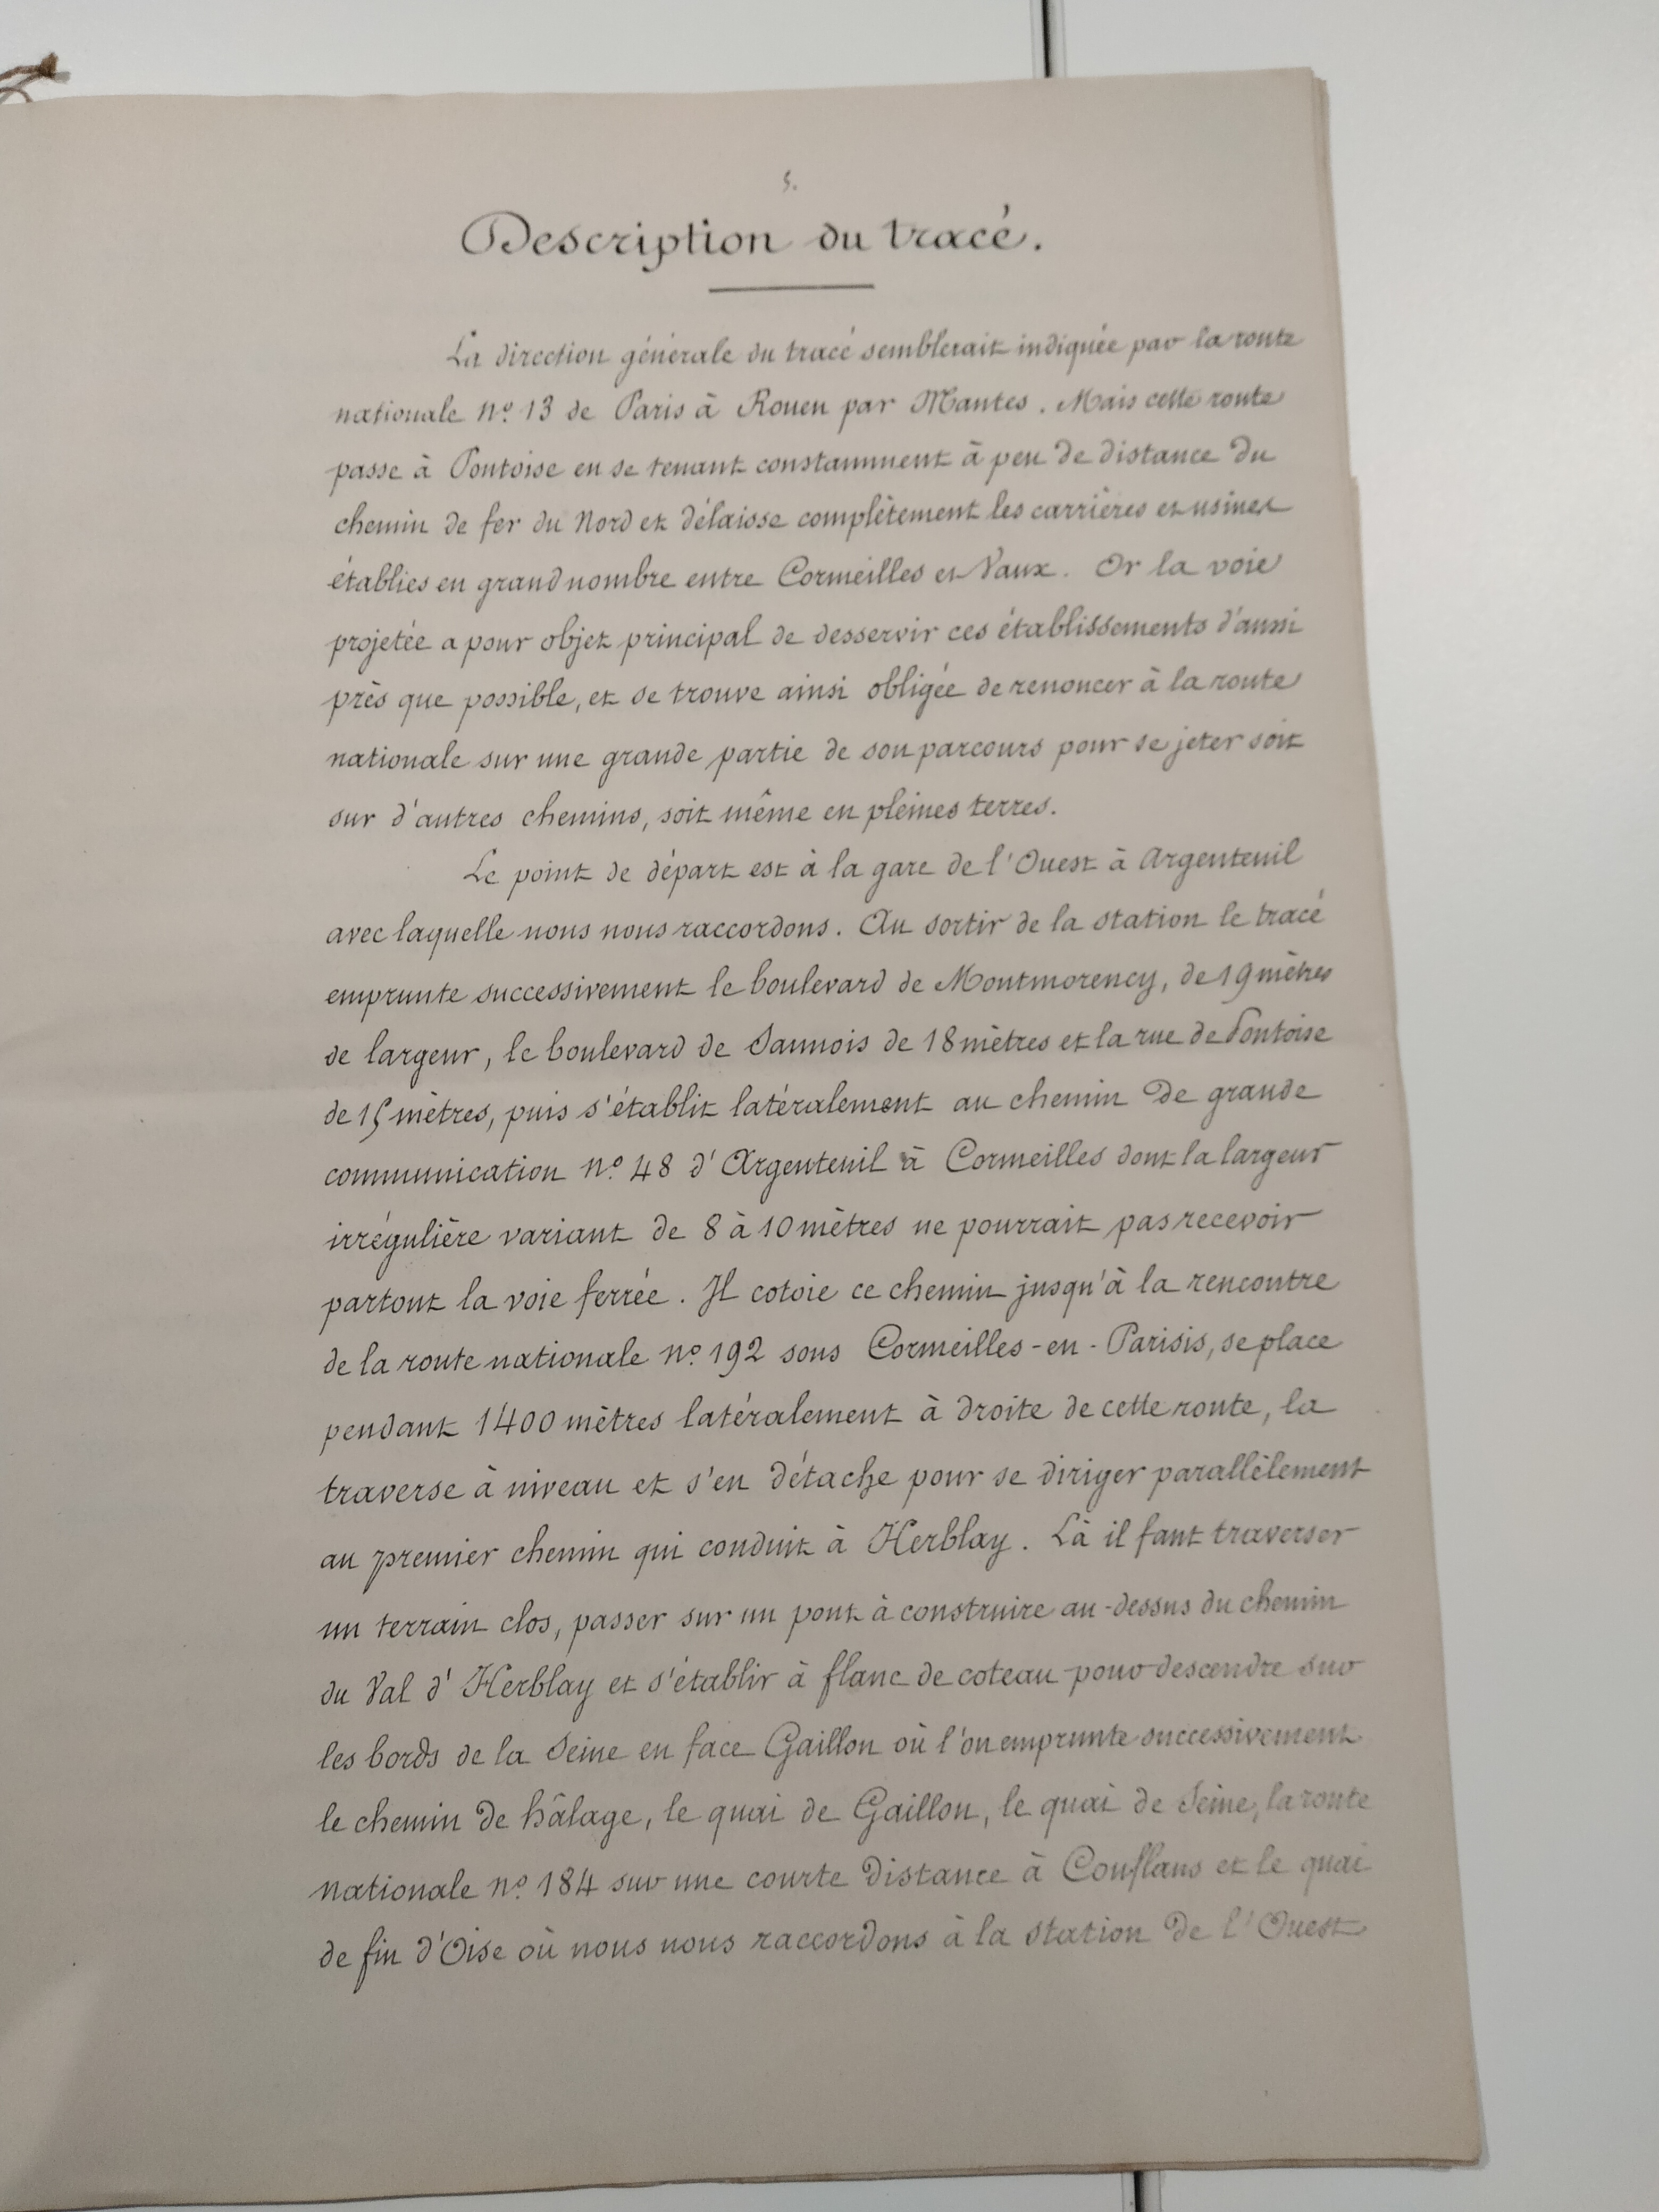 5.
Description du tracé.
La direction générale du tracé semblerait indiquée par la route
nationale nº 13 de Paris à Rouen par Mantes. Mais cette route
passe à Pontoise en se tenant constamment à peu de distance du
chemin de fer du Nord et délaisse complètement les carrières et usines
établies en grand nombre entre Cormeilles et Vaux. Or la voie
projetée a pour objet principal de desservir ces établissements d'aussi
près que possible, et se trouve ainsi obligée de renoncer à la route
nationale sur une grande partie de son parcours pour se jeter soit
sur d'autres chemins, soit même en pleines terres.
Le point de départ est à la gare de l'Ouest à Argenteuil
avec laquelle nous nous raccordons. Au sortir de la station le tracé
emprunte successivement le boulevard de Montmorency, de 19 mètres
de largeur, le boulevard de Sannois de 18 mètres et la rue de Pontoise
de 15 mètres, puis s'établit latéralement au chemin de grande
communication nº 48 d'Argenteuil à Cormeilles dont la largeur
irrégulière variant de 8 à 10 mètres ne pourrait pas recevoir
partout la voie ferrée. Il cotoie ce chemin jusqu'à la rencontre
de la route nationale nº 192 sous Cormeilles-en-Parisis, se place
pendant 1400 mètres latéralement à droite de cette route, la
traverse à niveau et s'en détache pour se diriger parallèlement
au premier chemin qui conduit à Herblay. Là il faut traverser
un terrain clos, passer sur un pont à construire au-dessus du chemin
du Val d'Herblay et s'établir à flanc de coteau pour descendre sur
les bords de la Seine en face Gaillon où l'on emprunte successivement
le chemin de hâlage, le quai de Gaillon, le quai de Seine, la route
nationale nº 184 sur une courte distance à Conflans et le quai
de fin d'Oise où nous nous raccordons à la station de l'Ouest